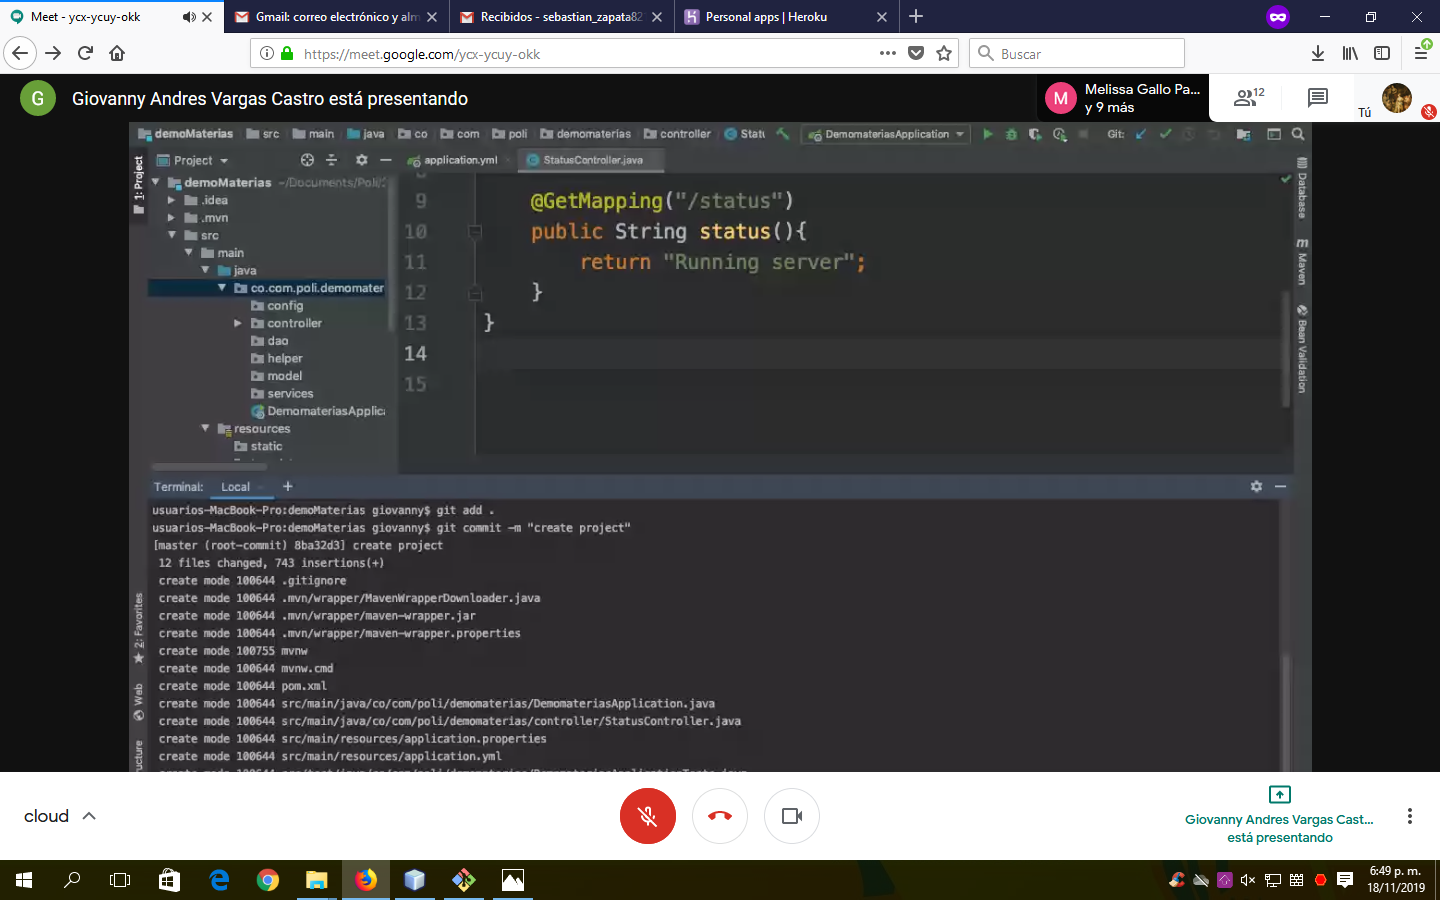 Meet - ycx-ycuy-okk
Gmail: correo electrónico y alm
Recibidos - sebastian_zapata82
Personal apps | Heroku
https://meet.google.com/ycx-ycuy-okk
Buscar
G
Giovanny Andres Vargas Castro está presentando
M
Melissa Gallo Pa...
y 9 más
12
Tú
demoMaterias
src
main
java
co
com
poli
demomaterias
controller
DemomateriasApplication
Git:
1: Project
Project
application.yml
StatusController.java
demoMaterias ~/Documents/Poli/
.idea
.mvn
src
main
java
co.com.poli.demomater
config
controller
dao
helper
model
services
DemomateriasApplica
resources
static
9 @GetMapping("/status")
10 public String status(){
11 return "Running server";
12 }
13 }
14
15
Database
m Maven
Bean Validation
Terminal: Local +
usuarios-MacBook-Pro:demoMaterias giovanny$ git add .
usuarios-MacBook-Pro:demoMaterias giovanny$ git commit -m "create project"
[master (root-commit) 8ba32d3] create project
12 files changed, 743 insertions(+)
create mode 100644 .gitignore
create mode 100644 .mvn/wrapper/MavenWrapperDownloader.java
create mode 100644 .mvn/wrapper/maven-wrapper.jar
create mode 100644 .mvn/wrapper/maven-wrapper.properties
create mode 100755 mvnw
create mode 100644 mvnw.cmd
create mode 100644 pom.xml
create mode 100644 src/main/java/co/com/poli/demomaterias/DemomateriasApplication.java
create mode 100644 src/main/java/co/com/poli/demomaterias/controller/StatusController.java
create mode 100644 src/main/resources/application.properties
create mode 100644 src/main/resources/application.yml
2: Favorites
Web
ucture
cloud
Giovanny Andres Vargas Cast...
está presentando
6:49 p. m.
18/11/2019